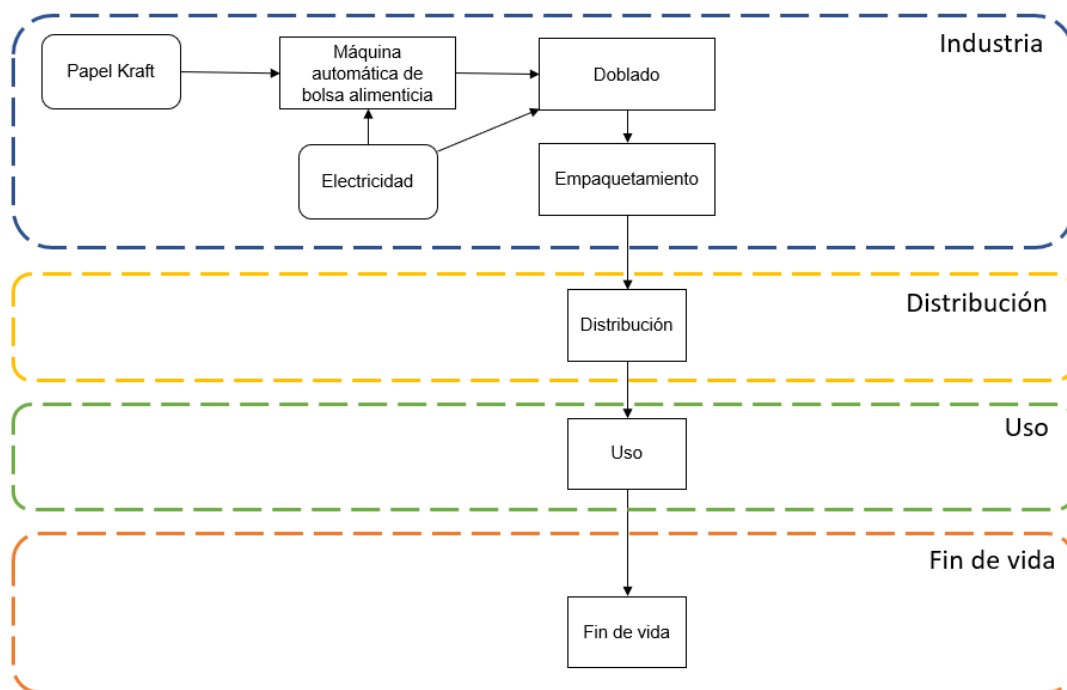 Industria
Papel Kraft
Máquina
automática de
bolsa alimenticia
Doblado
Electricidad
Empaquetamiento
Distribución
Distribución
Uso
Uso
Fin de vida
Fin de vida